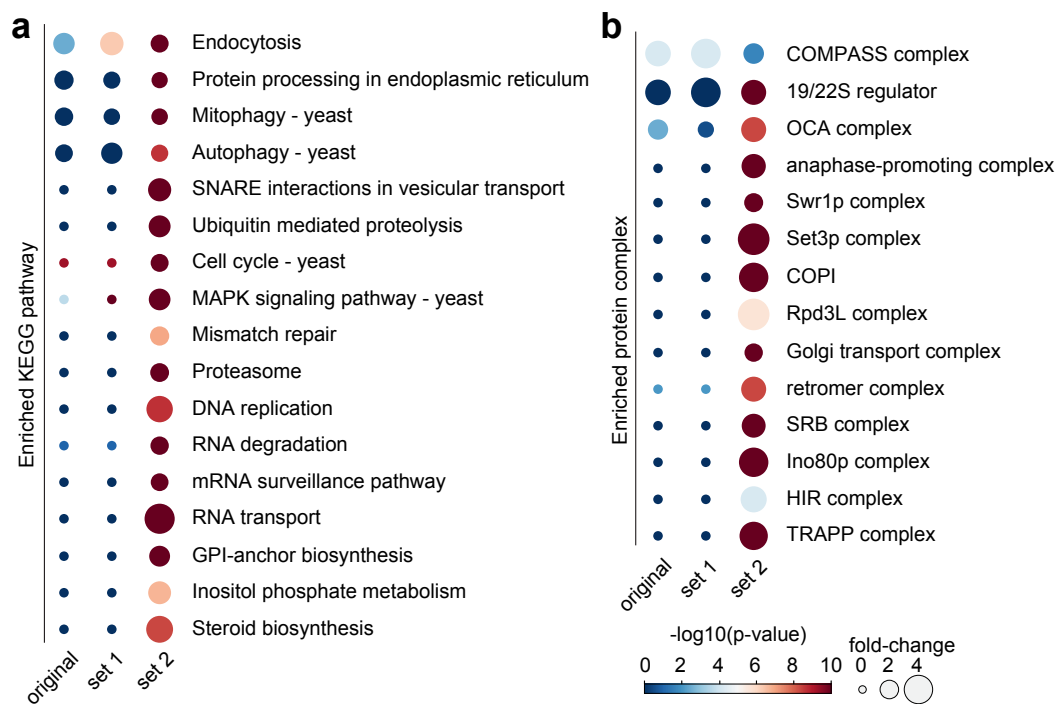 a
Enriched KEGG pathway
Endocytosis
Protein processing in endoplasmic reticulum
Mitophagy - yeast
Autophagy - yeast
SNARE interactions in vesicular transport
Ubiquitin mediated proteolysis
Cell cycle - yeast
MAPK signaling pathway - yeast
Mismatch repair
Proteasome
DNA replication
RNA degradation
mRNA surveillance pathway
RNA transport
GPI-anchor biosynthesis
Inositol phosphate metabolism
Steroid biosynthesis
original
set 1
set 2
b
Enriched protein complex
COMPASS complex
19/22S regulator
OCA complex
anaphase-promoting complex
Swr1p complex
Set3p complex
COPI
Rpd3L complex
Golgi transport complex
retromer complex
SRB complex
Ino80p complex
HIR complex
TRAPP complex
original
set 1
set 2
-log10(p-value)
0 2 4 6 8 10
fold-change
0 2 4